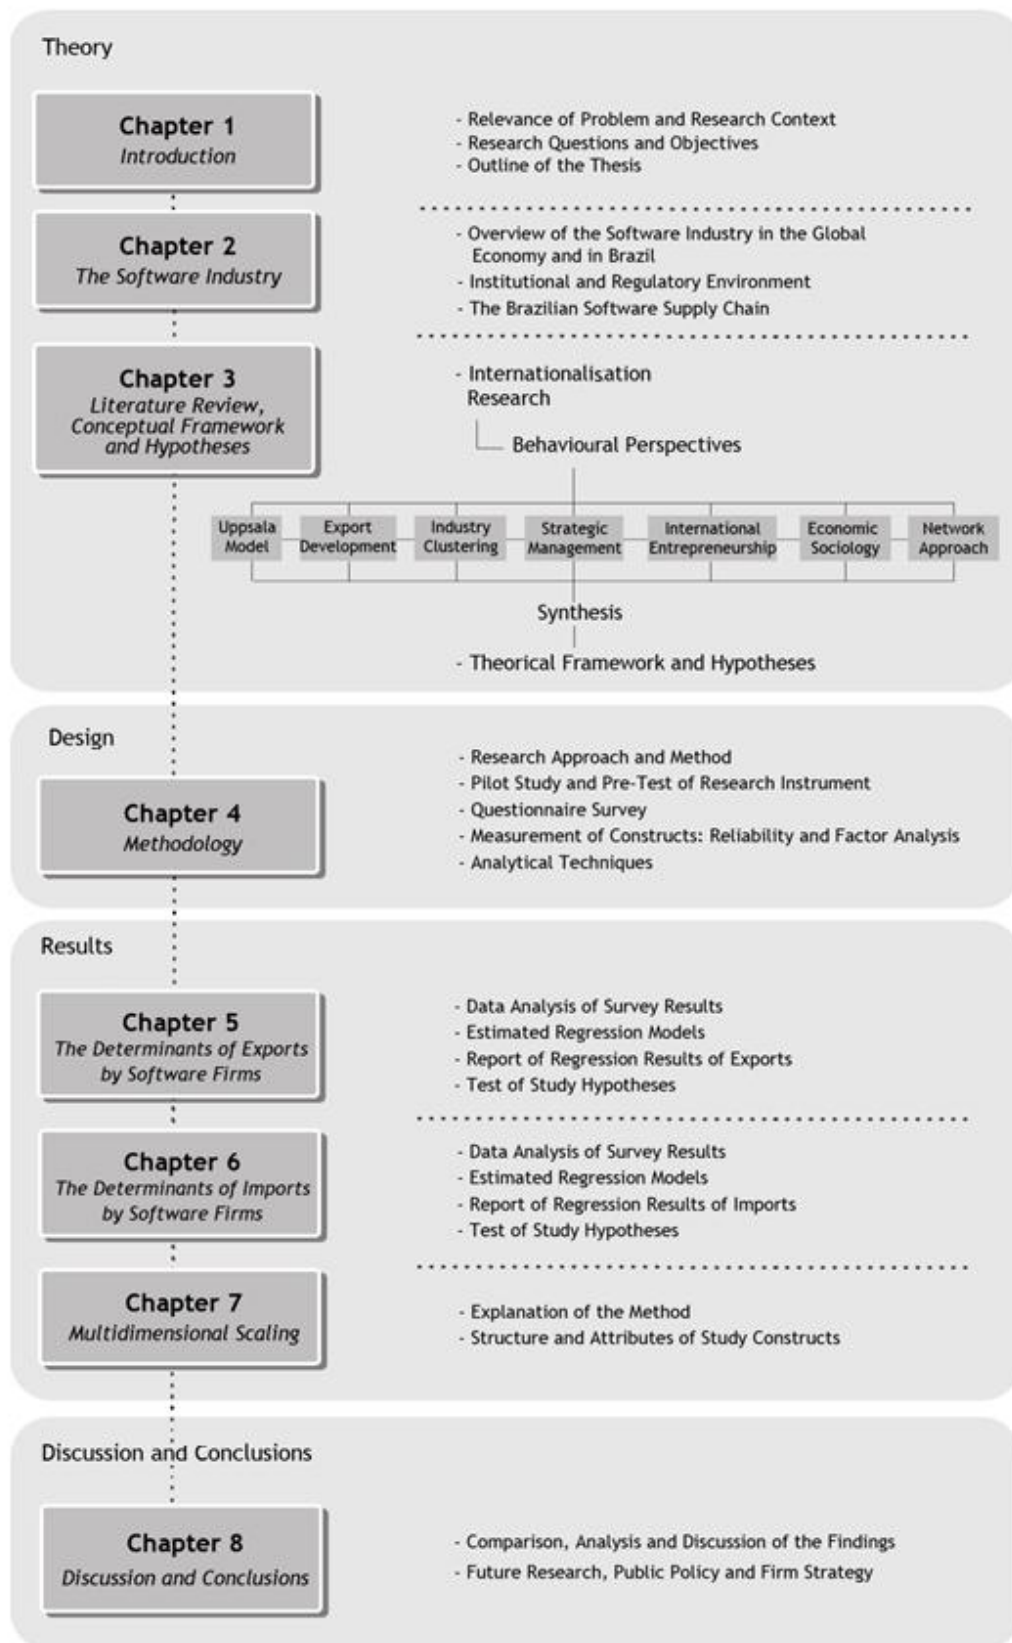 Theory
Chapter 1
Introduction
- Relevance of Problem and Research Context
- Research Questions and Objectives
- Outline of the Thesis
Chapter 2
The Software Industry
- Overview of the Software Industry in the Global
Economy and in Brazil
- Institutional and Regulatory Environment
- The Brazilian Software Supply Chain
Chapter 3
Literature Review,
Conceptual Framework
and Hypotheses
- Internationalisation
Research
Behavioural Perspectives
Uppsala
Model
Export
Development
Industry
Clustering
Strategic
Management
International
Entrepreneurship
Economic
Sociology
Network
Approach
Synthesis
- Theorical Framework and Hypotheses
Design
Chapter 4
Methodology
- Research Approach and Method
- Pilot Study and Pre-Test of Research Instrument
- Questionnaire Survey
- Measurement of Constructs: Reliability and Factor Analysis
- Analytical Techniques
Results
Chapter 5
The Determinants of Exports
by Software Firms
- Data Analysis of Survey Results
- Estimated Regression Models
- Report of Regression Results of Exports
- Test of Study Hypotheses
Chapter 6
The Determinants of Imports
by Software Firms
- Data Analysis of Survey Results
- Estimated Regression Models
- Report of Regression Results of Imports
- Test of Study Hypotheses
Chapter 7
Multidimensional Scaling
- Explanation of the Method
- Structure and Attributes of Study Constructs
Discussion and Conclusions
Chapter 8
Discussion and Conclusions
- Comparison, Analysis and Discussion of the Findings
- Future Research, Public Policy and Firm Strategy